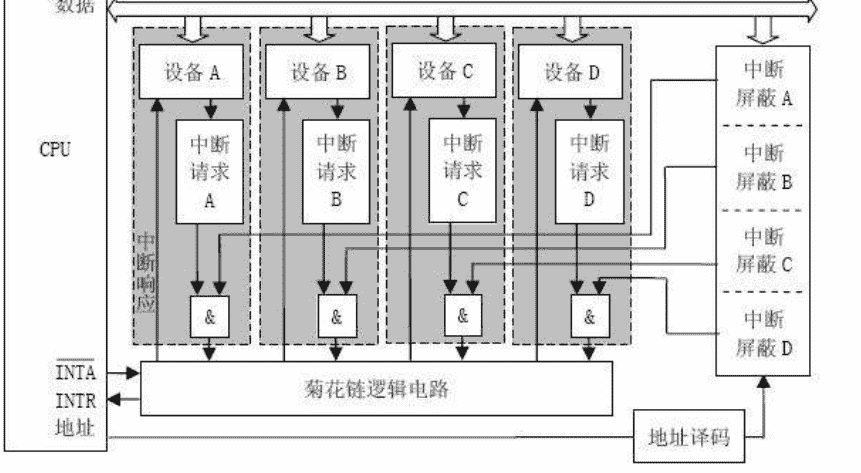 数据
设备 A
设备 B
设备 C
设备 D
中断
屏蔽 A
CPU
中断
请求
A
中断
请求
B
中断
请求
C
中断
请求
D
中断
屏蔽 B
中断响应
中断
屏蔽 C
&
&
&
&
中断
屏蔽 D
INTA
INTR
地址
菊花链逻辑电路
地址译码